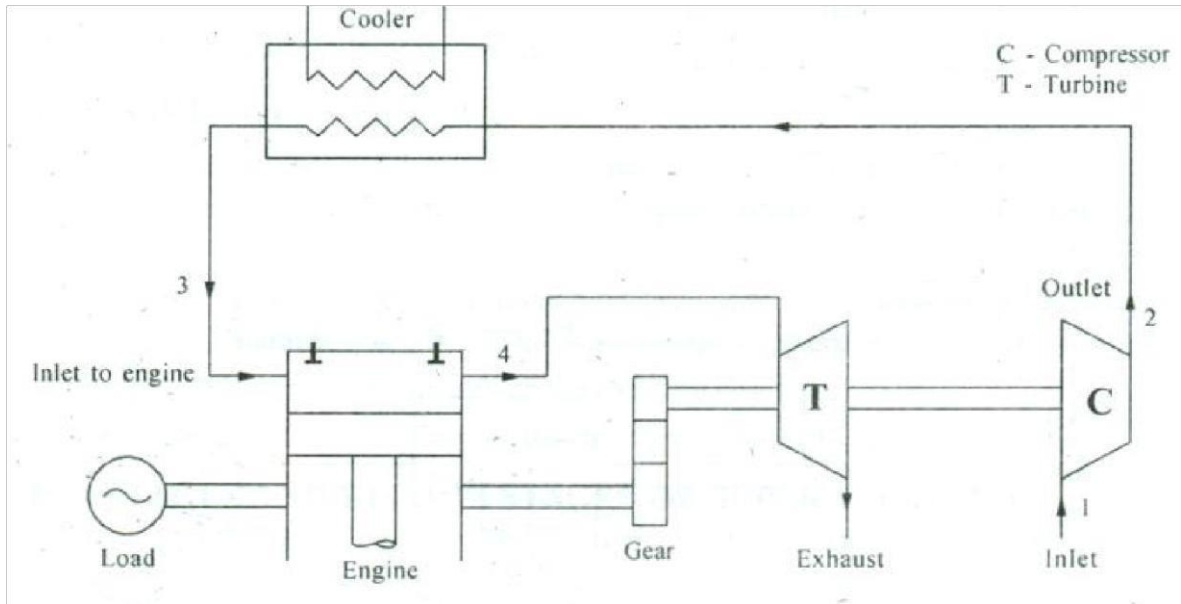 Cooler
C - Compressor
T - Turbine
3
Outlet
2
Inlet to engine
4
T
C
1
Load
Engine
Gear
Exhaust
Inlet